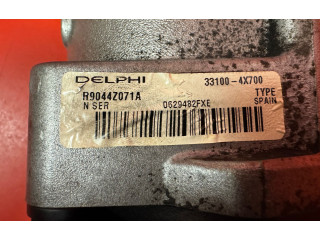 DELPHI 33100-4X700
R9044Z071A TYPE
N SER 0629482FXE SPAIN